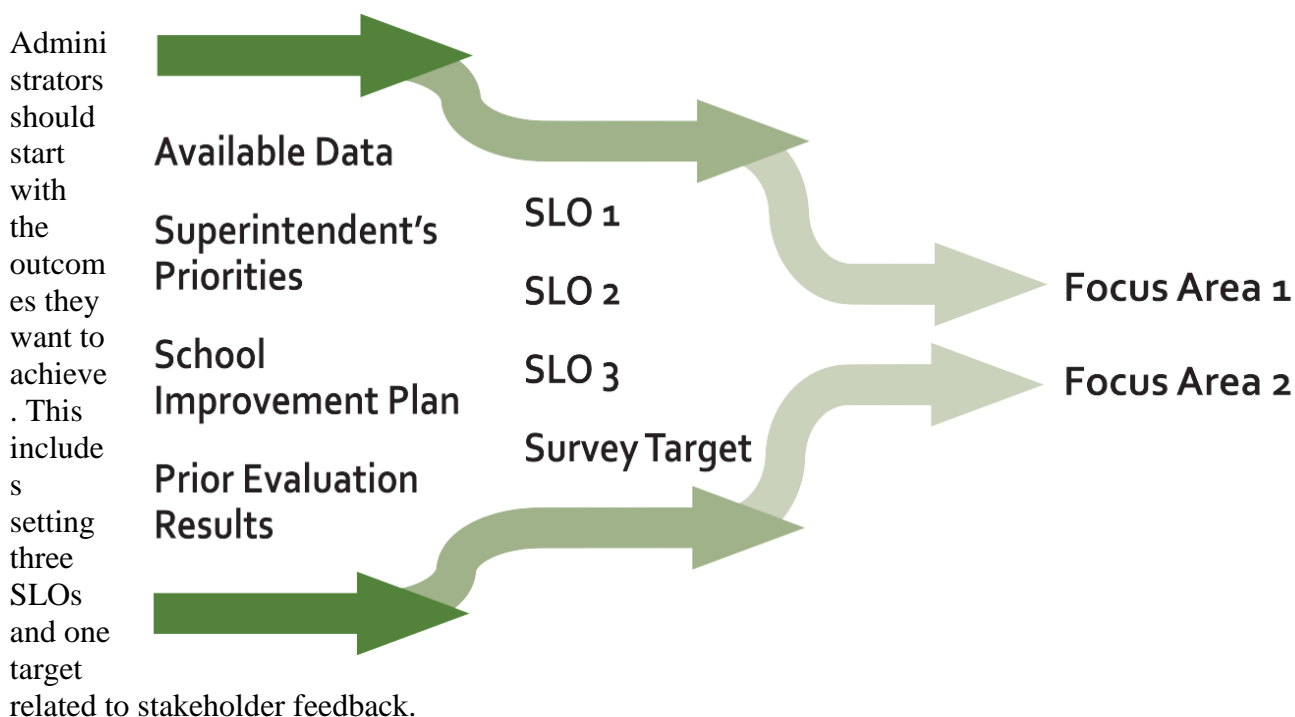 Admini
strators
should
start
with
the
outcom
es they
want to
achieve
. This
include
s
setting
three
SLOs
and one
target
related to stakeholder feedback.
Available Data
Superintendent's
Priorities
School
Improvement Plan
Prior Evaluation
Results
SLO 1
SLO 2
SLO 3
Survey Target
Focus Area 1
Focus Area 2